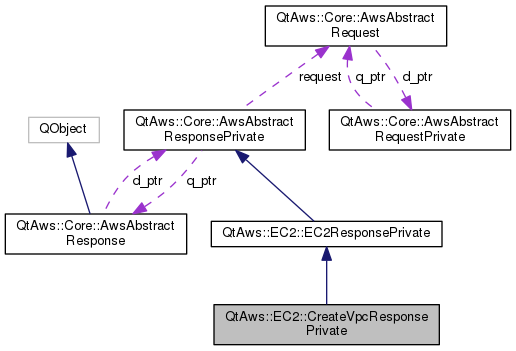 QtAws::Core::AwsAbstract
Request
request
q_ptr
d_ptr
QObject
QtAws::Core::AwsAbstract
ResponsePrivate
QtAws::Core::AwsAbstract
RequestPrivate
d_ptr
q_ptr
QtAws::Core::AwsAbstract
Response
QtAws::EC2::EC2ResponsePrivate
QtAws::EC2::CreateVpcResponse
Private